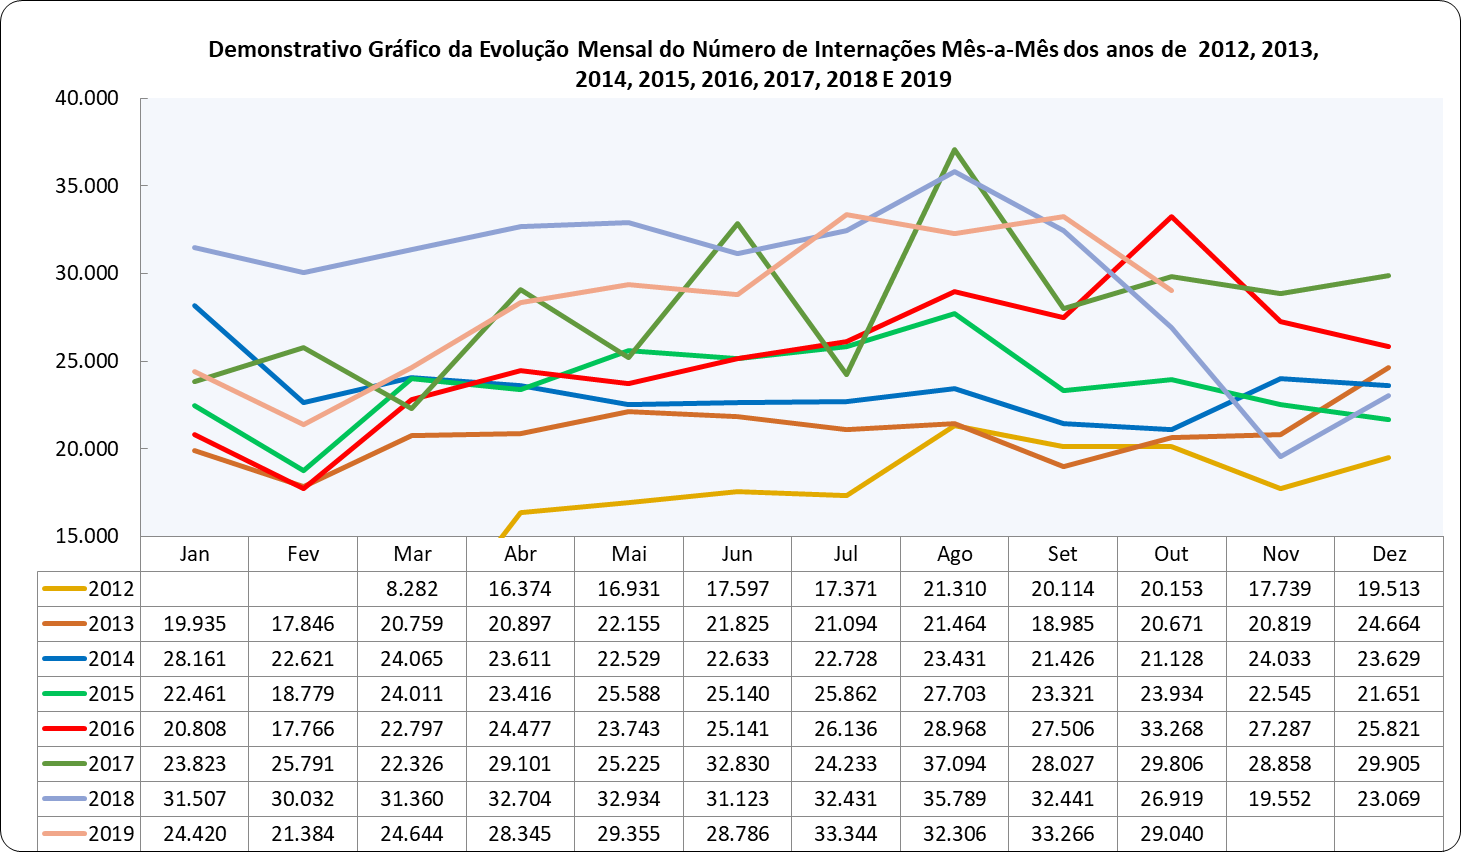 Demonstrativo Gráfico da Evolução Mensal do Número de Internações Mês-a-Mês dos anos de 2012, 2013,
2014, 2015, 2016, 2017, 2018 E 2019
40.000
35.000
30.000
25.000
20.000
15.000
Jan Fev Mar Abr Mai Jun Jul Ago Set Out Nov Dez
2012 8.282 16.374 16.931 17.597 17.371 21.310 20.114 20.153 17.739 19.513
2013 19.935 17.846 20.759 20.897 22.155 21.825 21.094 21.464 18.985 20.671 20.819 24.664
2014 28.161 22.621 24.065 23.611 22.529 22.633 22.728 23.431 21.426 21.128 24.033 23.629
2015 22.461 18.779 24.011 23.416 25.588 25.140 25.862 27.703 23.321 23.934 22.545 21.651
2016 20.808 17.766 22.797 24.477 23.743 25.141 26.136 28.968 27.506 33.268 27.287 25.821
2017 23.823 25.791 22.326 29.101 25.225 32.830 24.233 37.094 28.027 29.806 28.858 29.905
2018 31.507 30.032 31.360 32.704 32.934 31.123 32.431 35.789 32.441 26.919 19.552 23.069
2019 24.420 21.384 24.644 28.345 29.355 28.786 33.344 32.306 33.266 29.040